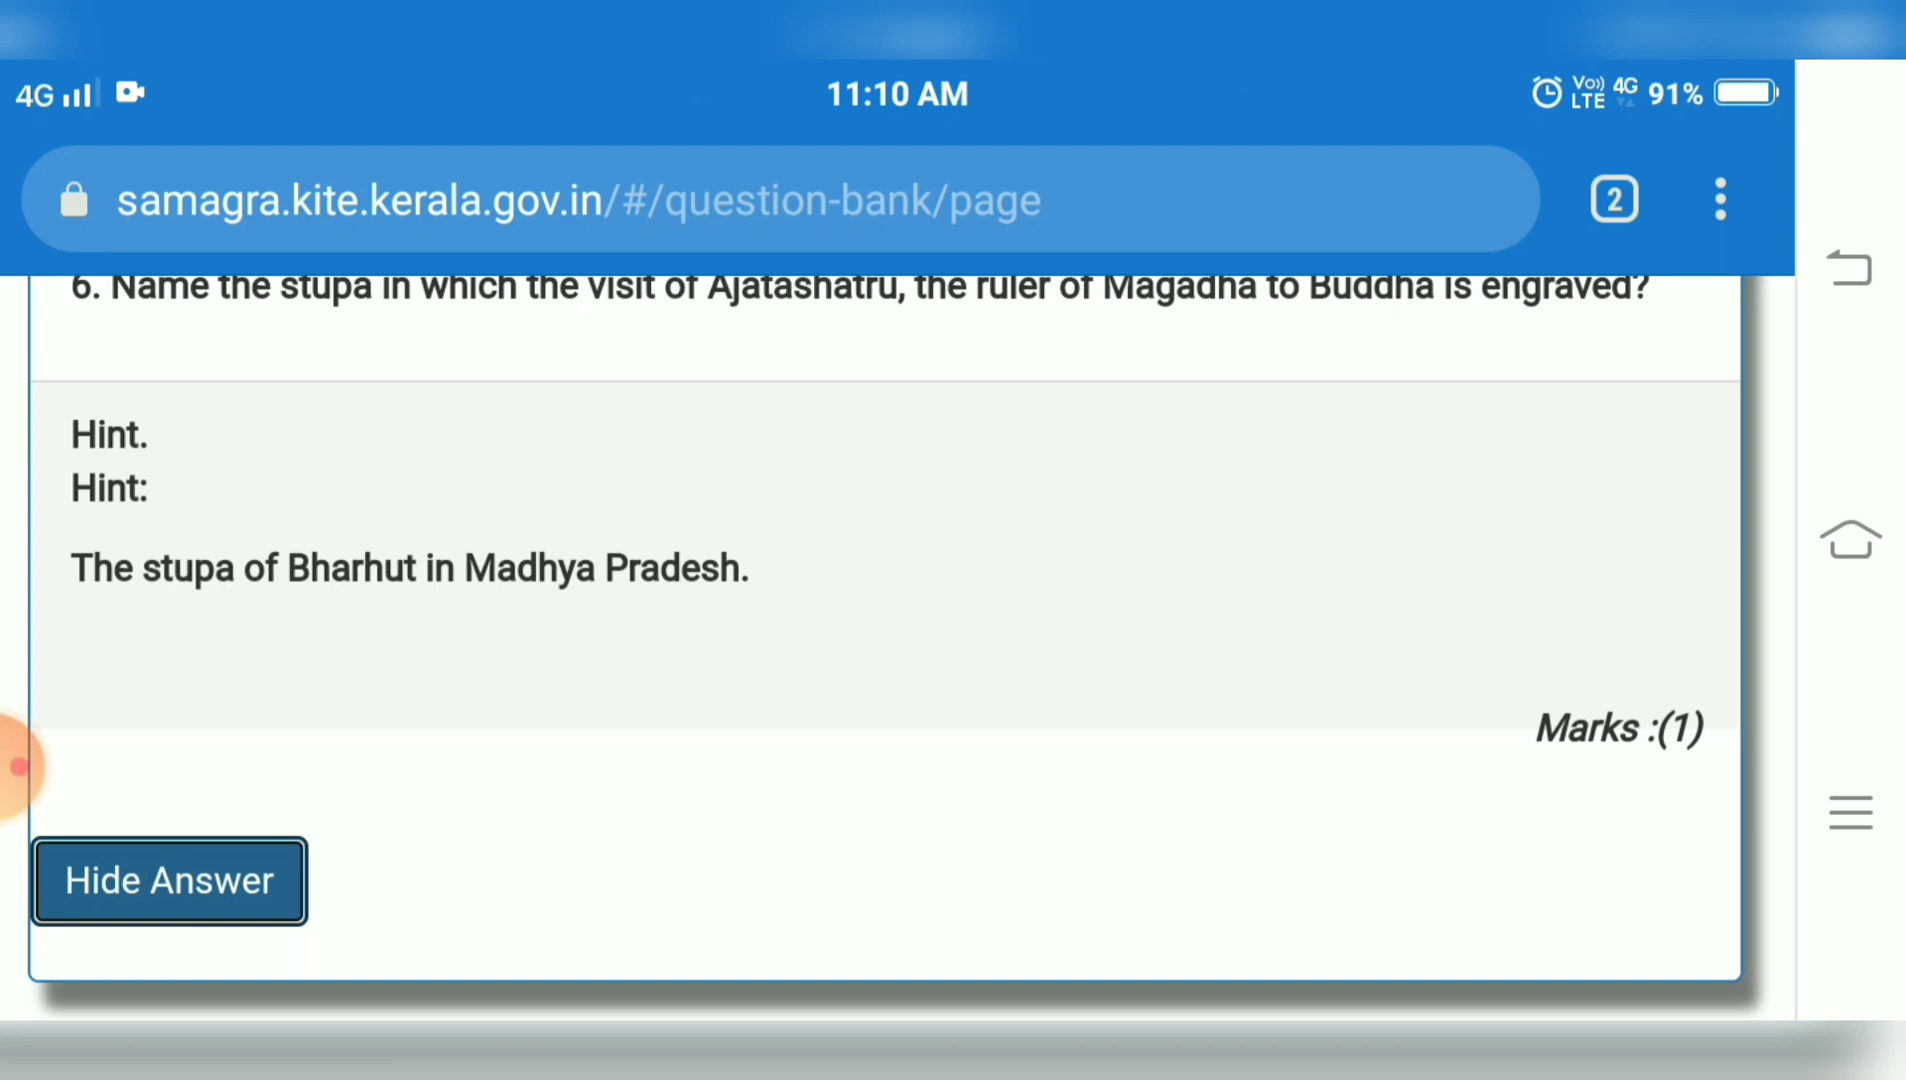 4G 11:10 AM Vo)) LTE 4G 91%
samagra.kite.kerala.gov.in/#/question-bank/page 2
6. Name the stupa in which the visit of Ajatashatru, the ruler of Magadha to Buddha is engraved?
Hint.
Hint:
The stupa of Bharhut in Madhya Pradesh.
Marks :(1)
Hide Answer